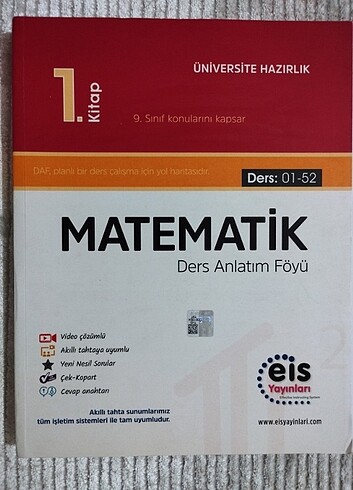 ÜNİVERSİTE HAZIRLIK
1. Kitap
9. Sınıf konularını kapsar
DAF, planlı bir ders çalışma için yol haritasıdır.
Ders: 01-52
MATEMATİK
Ders Anlatım Föyü
Video çözümlü
Akıllı tahtaya uyumlu
Yeni Nesil Sorular
Çek-Kopart
Cevap anahtarı
eis
Yayınları
Akıllı tahta sunumlarımız
tüm işletim sistemleri ile tam uyumludur.
www.eisyayinlari.com